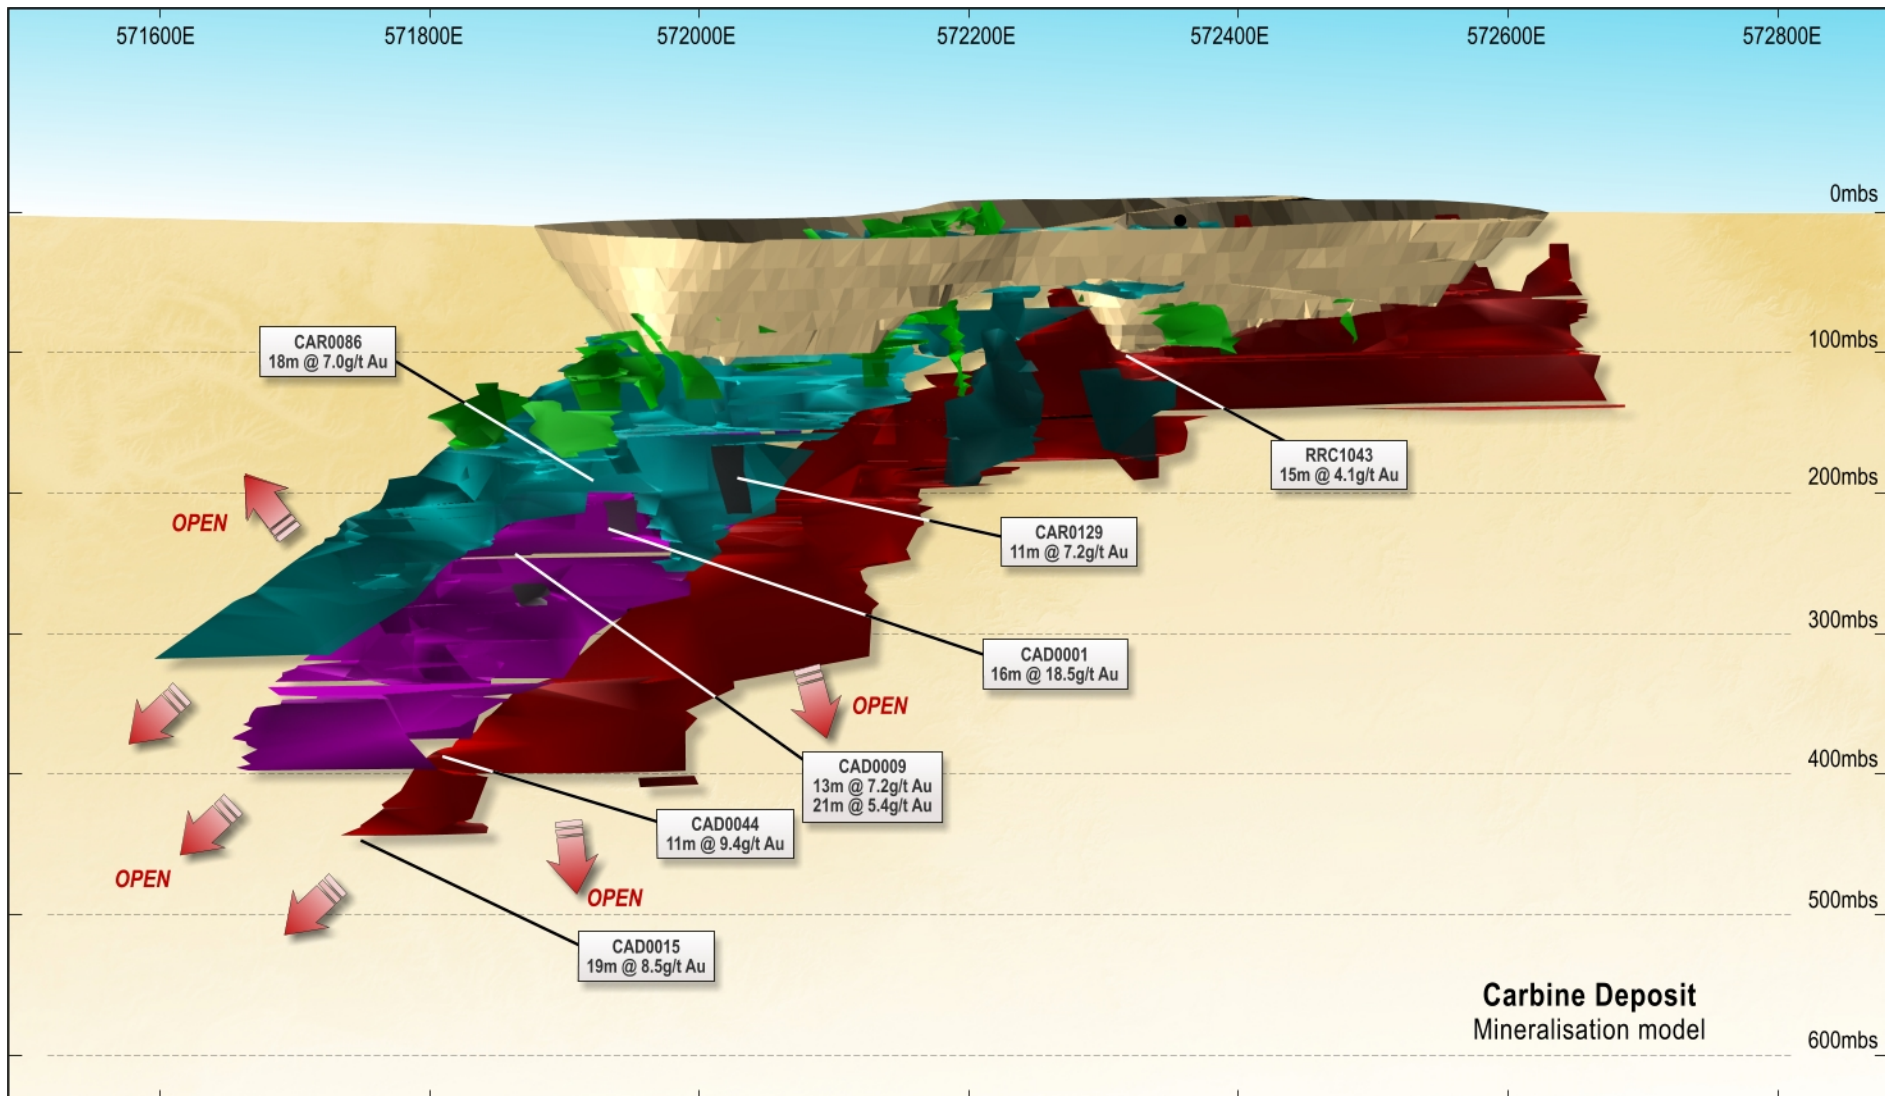 571600E
571800E
572000E
572200E
572400E
572600E
572800E
0mbs
CAR0086
18m @ 7.0g/t Au
100mbs
RRC1043
15m @ 4.1g/t Au
200mbs
OPEN
CAR0129
11m @ 7.2g/t Au
300mbs
CAD0001
16m @ 18.5g/t Au
OPEN
CAD0009
13m @ 7.2g/t Au
21m @ 5.4g/t Au
400mbs
CAD0044
11m @ 9.4g/t Au
OPEN
OPEN
500mbs
CAD0015
19m @ 8.5g/t Au
Carbine Deposit
Mineralisation model
600mbs